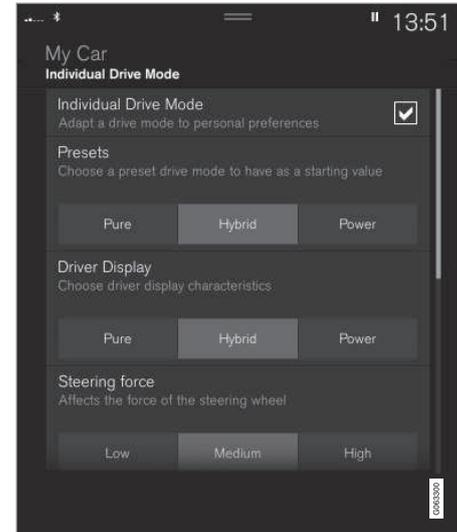 13:51
My Car
Individual Drive Mode
Individual Drive Mode
Adapt a drive mode to personal preferences
Presets
Choose a preset drive mode to have as a starting value
Pure Hybrid Power
Driver Display
Choose driver display characteristics
Pure Hybrid Power
Steering force
Affects the force of the steering wheel
Low Medium High
G063300